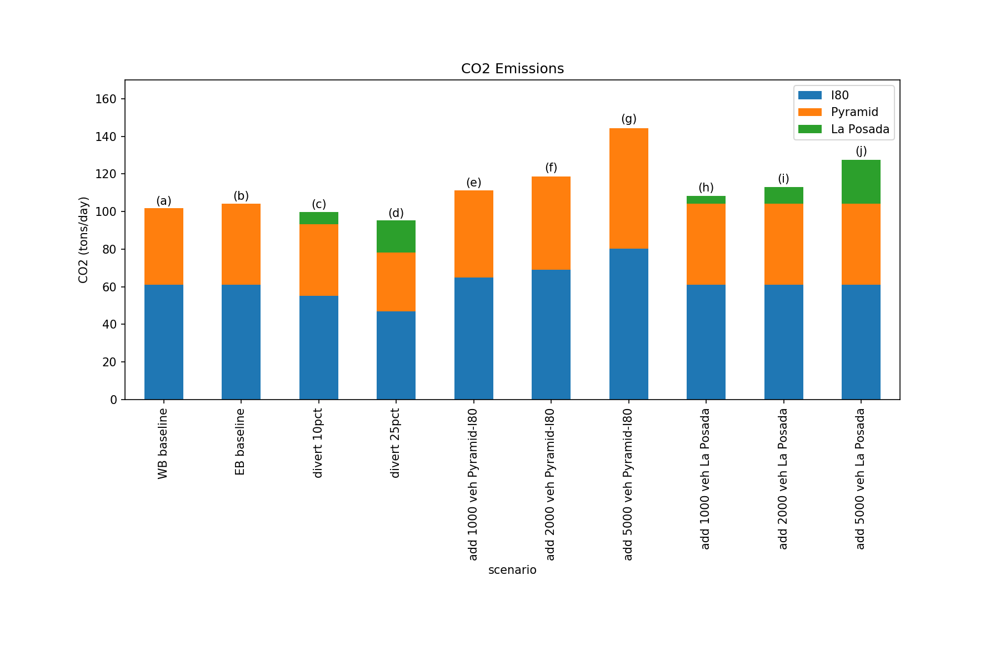 CO2 Emissions
CO2 (tons/day)
160
140
120
100
80
60
40
20
0
I80
Pyramid
La Posada
(a)
(b)
(c)
(d)
(e)
(f)
(g)
(h)
(i)
(j)
WB baseline
EB baseline
divert 10pct
divert 25pct
add 1000 veh Pyramid-I80
add 2000 veh Pyramid-I80
add 5000 veh Pyramid-I80
add 1000 veh La Posada
add 2000 veh La Posada
add 5000 veh La Posada
scenario